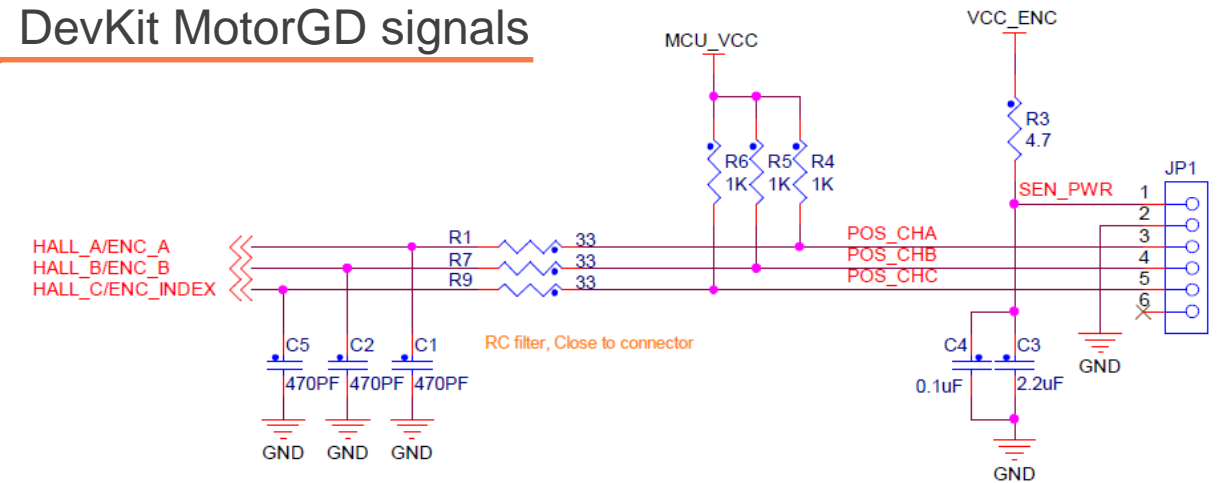 DevKit MotorGD signals
VCC_ENC
MCU_VCC
R3
4.7
R6 R5 R4
1K 1K 1K
JP1
SEN_PWR 1
2
HALL_A/ENC_A R1 33 POS_CHA 3
HALL_B/ENC_B R7 33 POS_CHB 4
HALL_C/ENC_INDEX R9 33 POS_CHC 5
6
RC filter, Close to connector
C5 C2 C1
470PF 470PF 470PF
C4 C3
0.1uF 2.2uF
GND
GND GND GND
GND